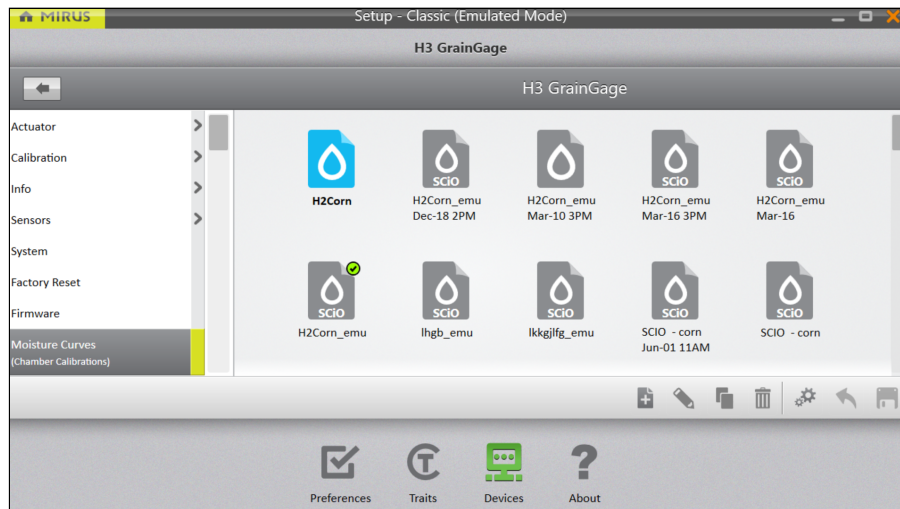 MIRUS
Setup - Classic (Emulated Mode)
H3 GrainGage
H3 GrainGage
Actuator
Calibration
Info
Sensors
System
Factory Reset
Firmware
Moisture Curves
(Chamber Calibrations)
H2Corn
SCiO
H2Corn_emu
Dec-18 2PM
H2Corn_emu
Mar-10 3PM
SCiO
H2Corn_emu
Mar-16 3PM
SCiO
H2Corn_emu
Mar-16
SCiO
H2Corn_emu
SCiO
lhgb_emu
SCiO
lkkgjlfg_emu
SCiO
SCIO - corn
Jun-01 11AM
SCiO
SCIO - corn
Preferences
Traits
Devices
About